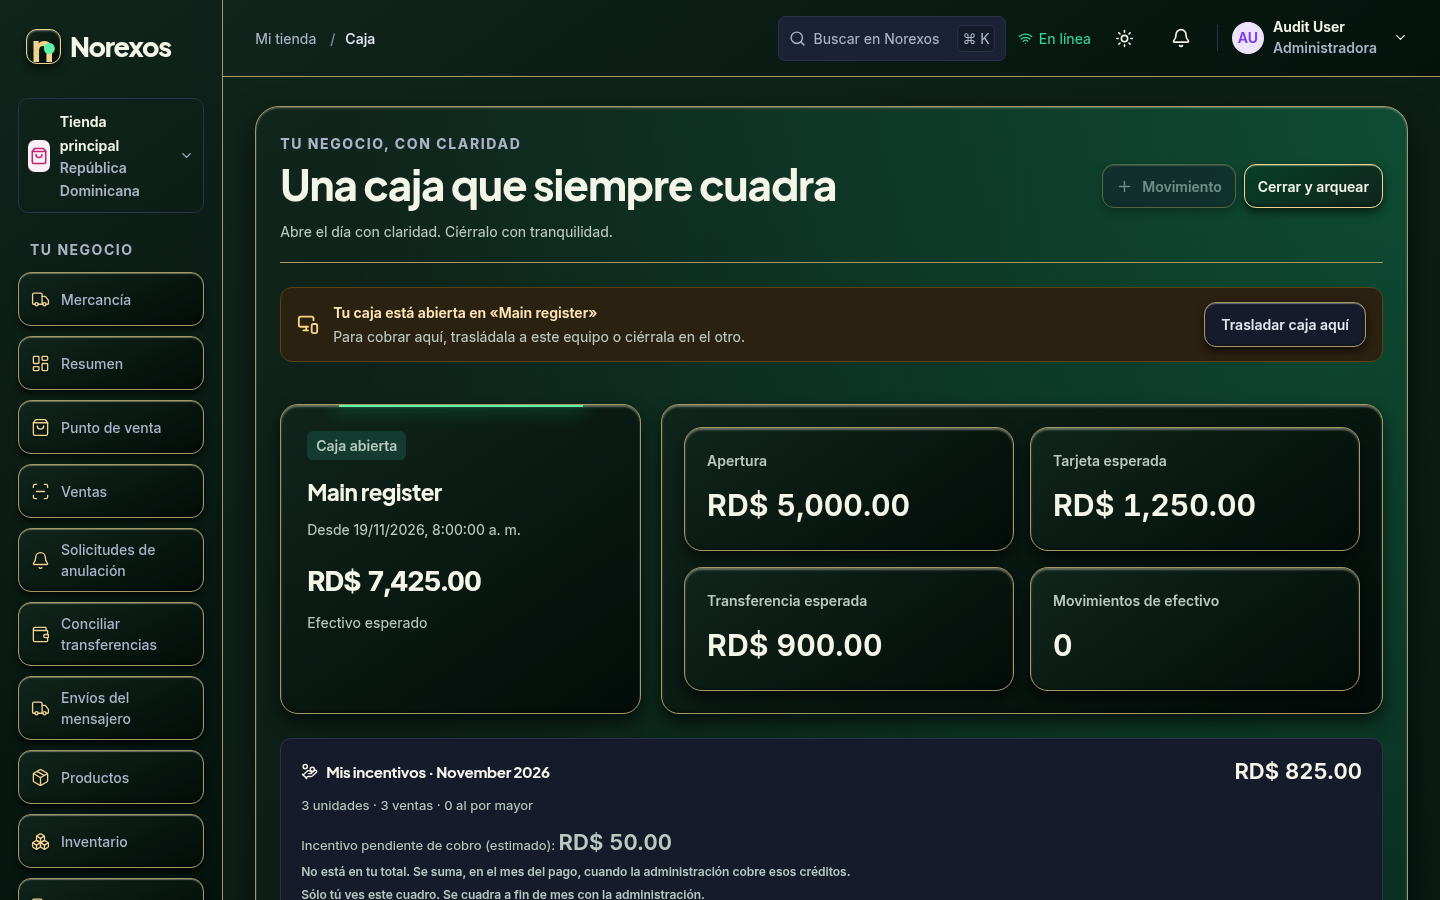 Norexos
Mi tienda / Caja
Buscar en Norexos ⌘ K
En línea
AU
Audit User
Administradora
Tienda
principal
República
Dominicana
TU NEGOCIO
Mercancía
Resumen
Punto de venta
Ventas
Solicitudes de
anulación
Conciliar
transferencias
Envíos del
mensajero
Productos
Inventario
TU NEGOCIO, CON CLARIDAD
Una caja que siempre cuadra
Abre el día con claridad. Ciérralo con tranquilidad.
Movimiento
Cerrar y arquear
Tu caja está abierta en «Main register»
Para cobrar aquí, trasládala a este equipo o ciérrala en el otro.
Trasladar caja aquí
Caja abierta
Main register
Desde 19/11/2026, 8:00:00 a. m.
RD$ 7,425.00
Efectivo esperado
Apertura
RD$ 5,000.00
Tarjeta esperada
RD$ 1,250.00
Transferencia esperada
RD$ 900.00
Movimientos de efectivo
0
Mis incentivos · November 2026
RD$ 825.00
3 unidades · 3 ventas · 0 al por mayor
Incentivo pendiente de cobro (estimado): RD$ 50.00
No está en tu total. Se suma, en el mes del pago, cuando la administración cobre esos créditos.
Sólo tú ves este cuadro. Se cuadra a fin de mes con la administración.